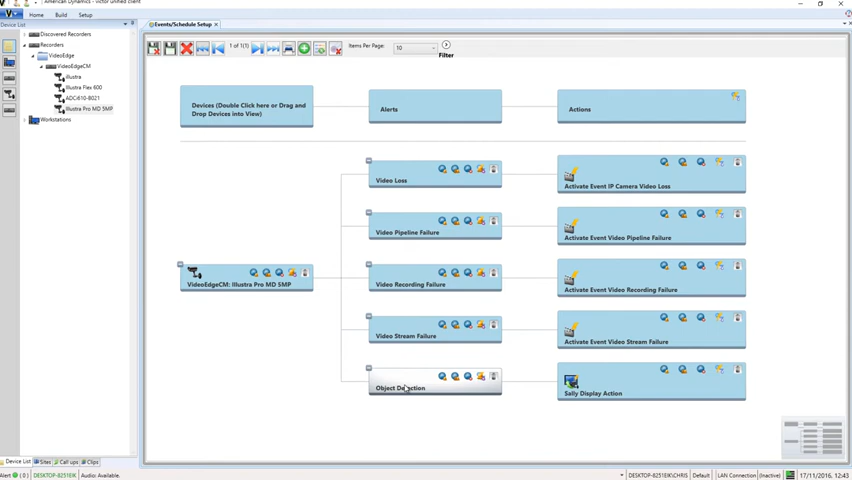 American Dynamics - victor unified client
Home Build Setup
Device List
Discovered Recorders
Recorders
VideoEdge
VideoEdgeCM
illustra
Illustra Flex 600
ADCi610-B021
Illustra Pro MD 5MP
Workstations
Events/Schedule Setup
1 of 1(1)
Items Per Page:
10
Filter
Devices (Double Click here or Drag and
Drop Devices into View)
Alerts
Actions
Video Loss
Activate Event IP Camera Video Loss
Video Pipeline Failure
Activate Event Video Pipeline Failure
VideoEdgeCM: Illustra Pro MD 5MP
Video Recording Failure
Activate Event Video Recording Failure
Video Stream Failure
Activate Event Video Stream Failure
Object Detection
Sally Display Action
Device List Sites Call ups Clips
Alert ( 0 ) DESKTOP-8251EIK Audio: Available.
DESKTOP-8251EIK\CHRIS Default LAN Connection (Inactive) 17/11/2016, 12:43